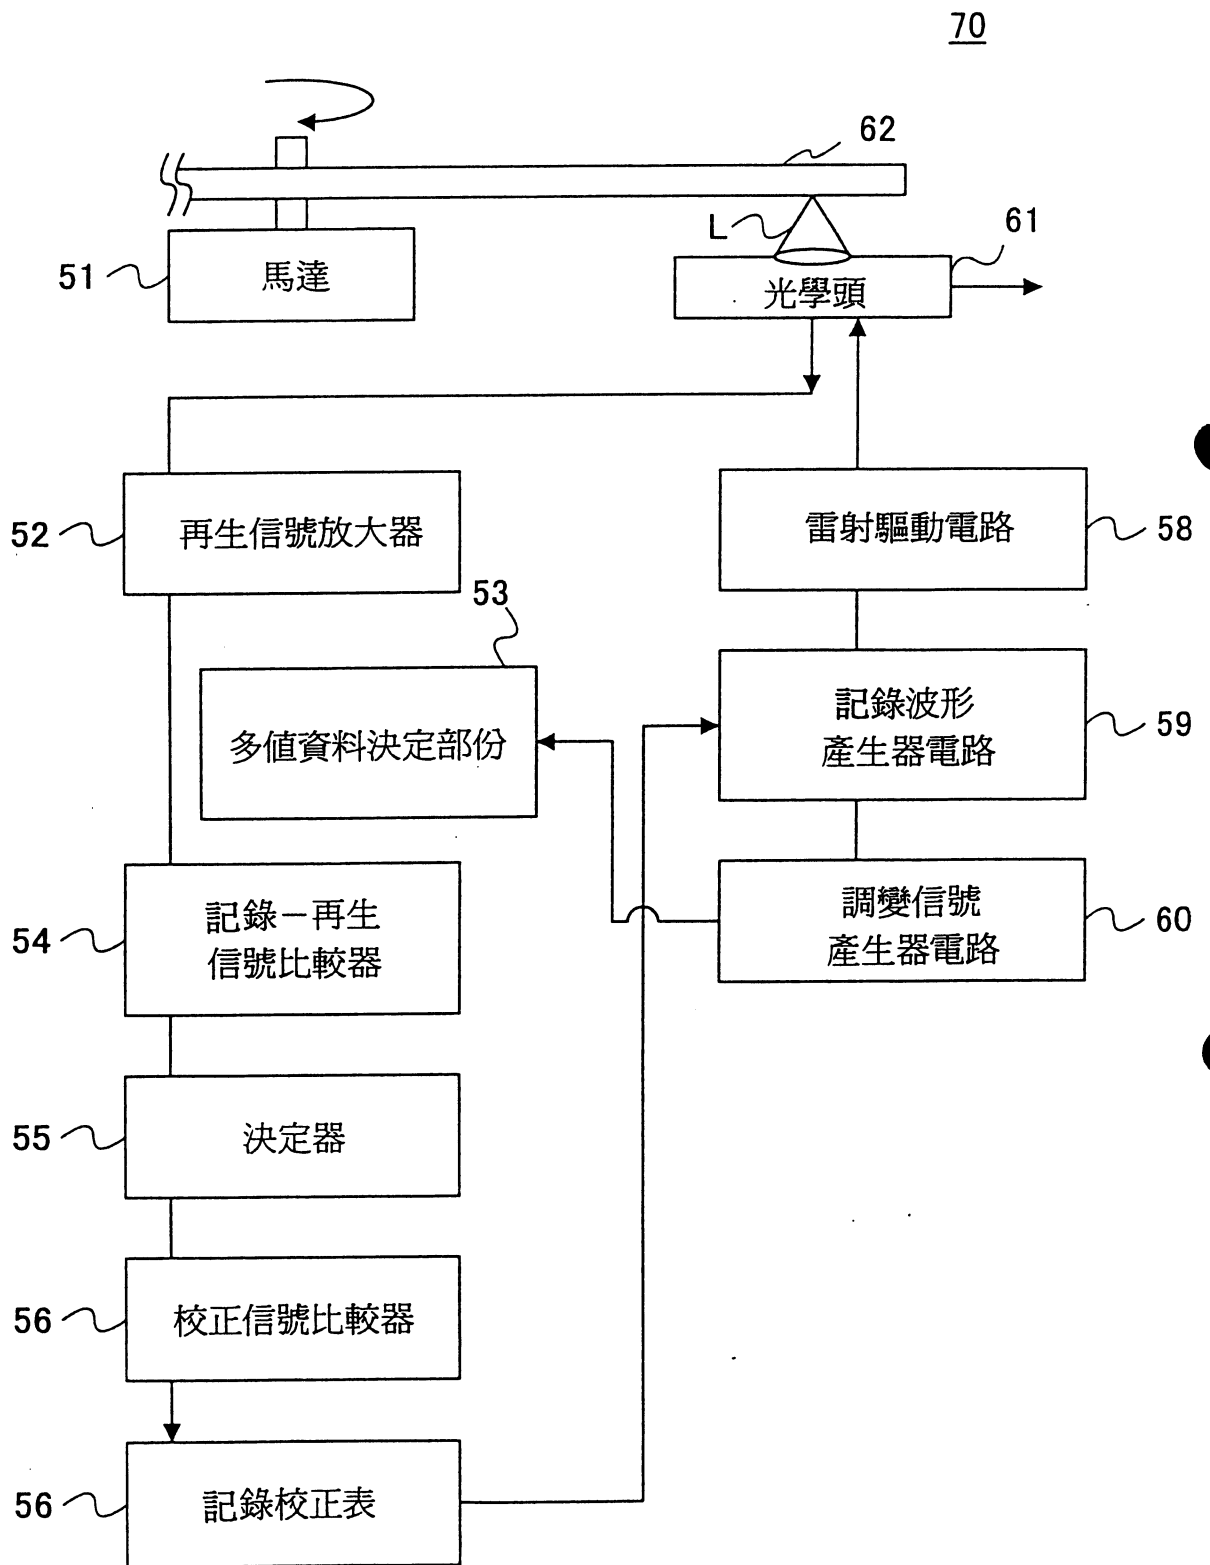 70
62
L
61
51
馬達
光學頭
52
再生信號放大器
雷射驅動電路
58
53
多值資料決定部份
記錄波形
產生器電路
59
54
記錄－再生
信號比較器
調變信號
產生器電路
60
55
決定器
56
校正信號比較器
56
記錄校正表